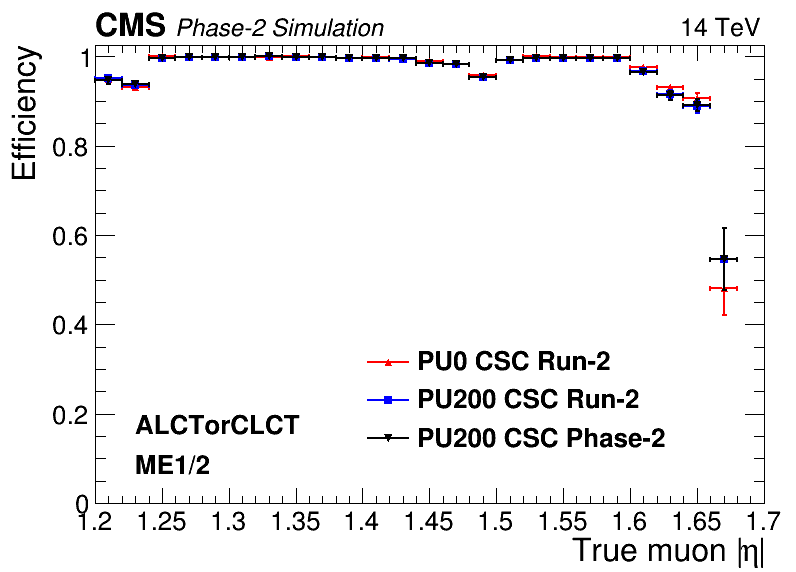 CMS Phase-2 Simulation 14 TeV
Efficiency
1
0.8
0.6
0.4
0.2
0
PU0 CSC Run-2
PU200 CSC Run-2
PU200 CSC Phase-2
ALCTorCLCT
ME1/2
1.2 1.25 1.3 1.35 1.4 1.45 1.5 1.55 1.6 1.65 1.7
True muon |η|